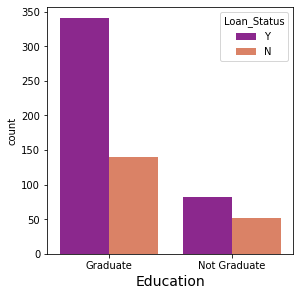 350
300
250
200
150
100
50
0
count
Loan_Status
Y
N
Graduate
Not Graduate
Education